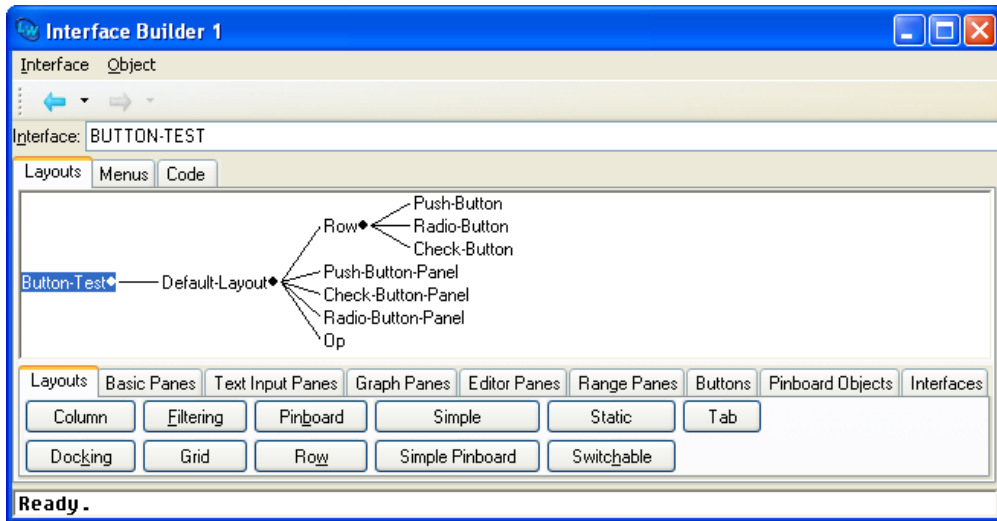 Interface Builder 1
Interface Object
Interface: BUTTON-TEST
Layouts Menus Code
Push-Button
Row Radio-Button
Check-Button
Button-Test Default-Layout Push-Button-Panel
Check-Button-Panel
Radio-Button-Panel
Op
Layouts Basic Panes Text Input Panes Graph Panes Editor Panes Range Panes Buttons Pinboard Objects Interfaces
Column Filtering Pinboard Simple Static Tab
Docking Grid Row Simple Pinboard Switchable
Ready.